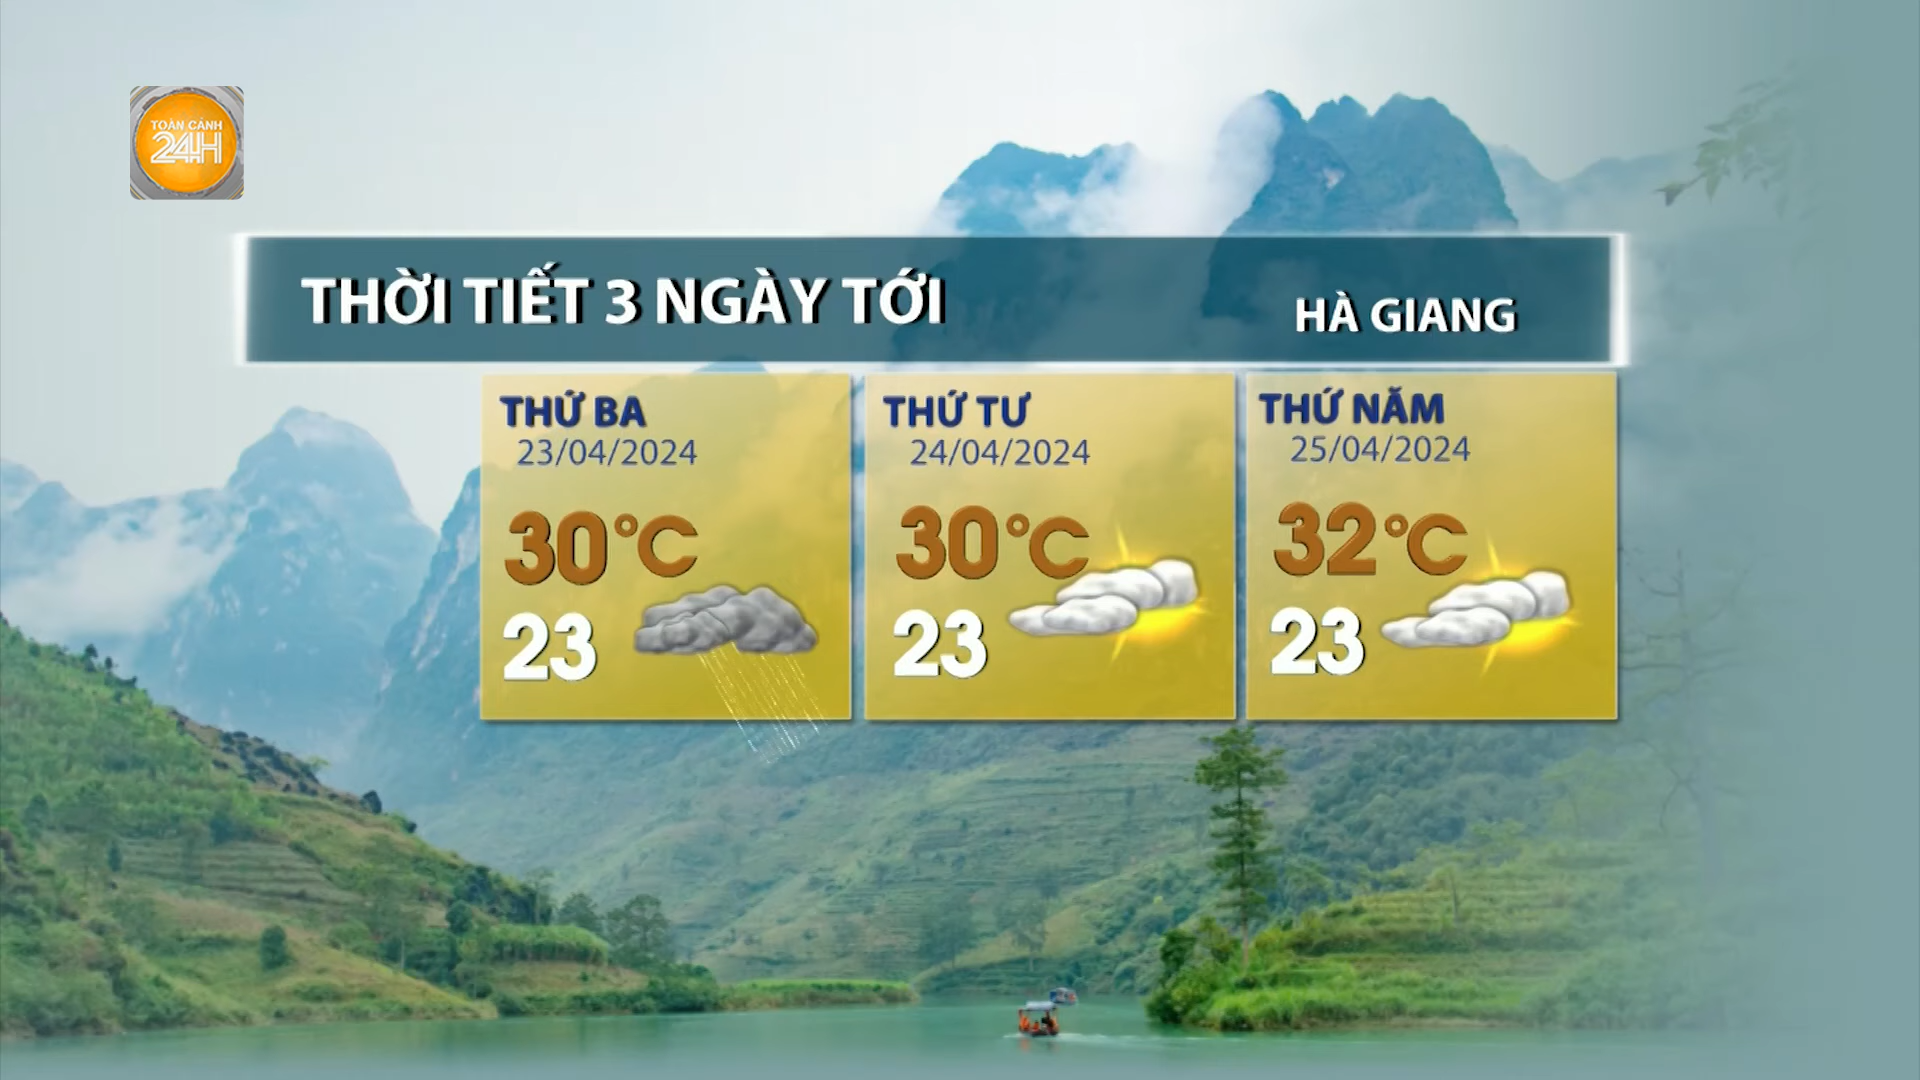 TOÀN CẢNH
24H
THỜI TIẾT 3 NGÀY TỚI
HÀ GIANG
THỨ BA
23/04/2024
30°C
23
THỨ TƯ
24/04/2024
30°C
23
THỨ NĂM
25/04/2024
32°C
23